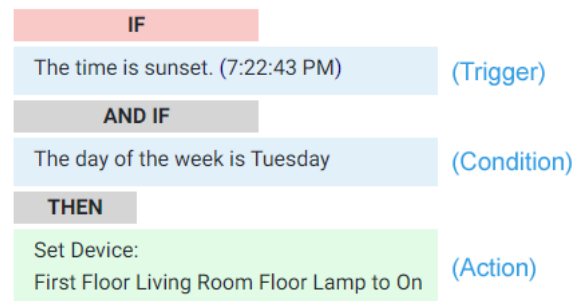 IF
The time is sunset. (7:22:43 PM)
(Trigger)
AND IF
The day of the week is Tuesday
(Condition)
THEN
Set Device:
First Floor Living Room Floor Lamp to On
(Action)